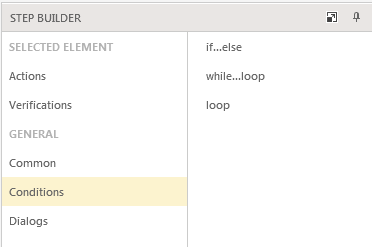 STEP BUILDER
SELECTED ELEMENT
Actions
Verifications
GENERAL
Common
Conditions
Dialogs
if...else
while...loop
loop